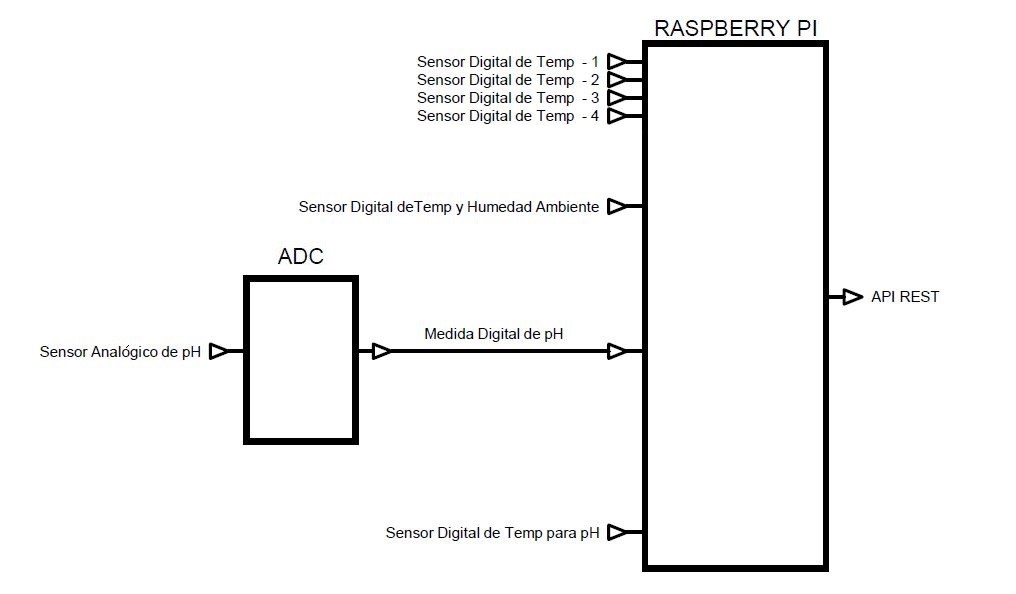 RASPBERRY PI
Sensor Digital de Temp - 1
Sensor Digital de Temp - 2
Sensor Digital de Temp - 3
Sensor Digital de Temp - 4
Sensor Digital deTemp y Humedad Ambiente
ADC
API REST
Medida Digital de pH
Sensor Analógico de pH
Sensor Digital de Temp para pH